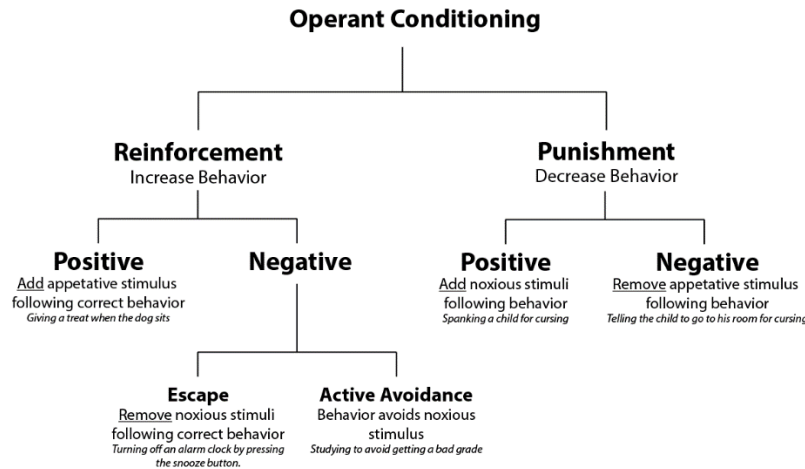 Operant Conditioning
Reinforcement
Increase Behavior
Punishment
Decrease Behavior
Positive
Add appetative stimulus
following correct behavior
Giving a treat when the dog sits
Negative
Positive
Add noxious stimuli
following behavior
Spanking a child for cursing
Negative
Remove appetative stimulus
following behavior
Telling the child to go to his room for cursing
Escape
Remove noxious stimuli
following correct behavior
Turning off an alarm clock by pressing
the snooze button.
Active Avoidance
Behavior avoids noxious
stimulus
Studying to avoid getting a bad grade